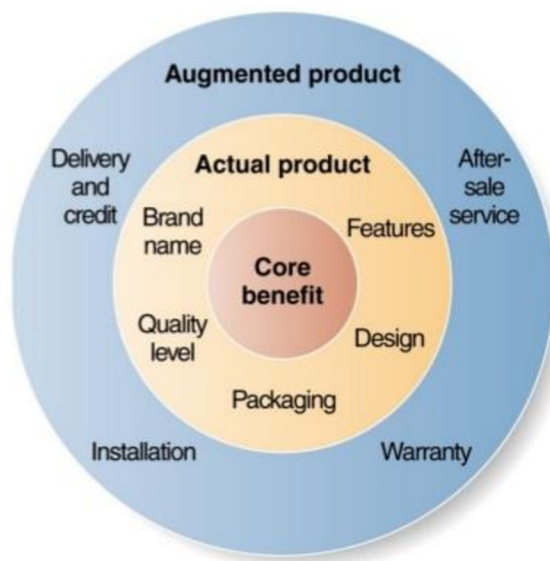 Augmented product
Delivery
and
credit
After-
sale
service
Actual product
Brand
name
Features
Core
benefit
Quality
level
Design
Packaging
Installation
Warranty